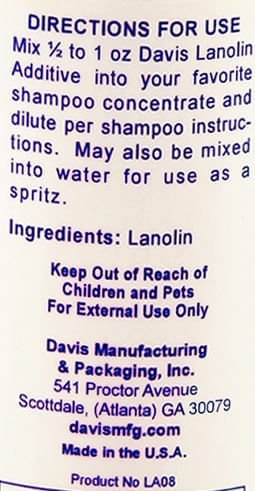 DIRECTIONS FOR USE
Mix ½ to 1 oz Davis Lanolin
Additive into your favorite
shampoo concentrate and
dilute per shampoo instruc-
tions. May also be mixed
into water for use as a
spritz.
Ingredients: Lanolin
Keep Out of Reach of
Children and Pets
For External Use Only
Davis Manufacturing
& Packaging, Inc.
541 Proctor Avenue
Scottdale, (Atlanta) GA 30079
davismfg.com
Made in the U.S.A.
Product No LA08